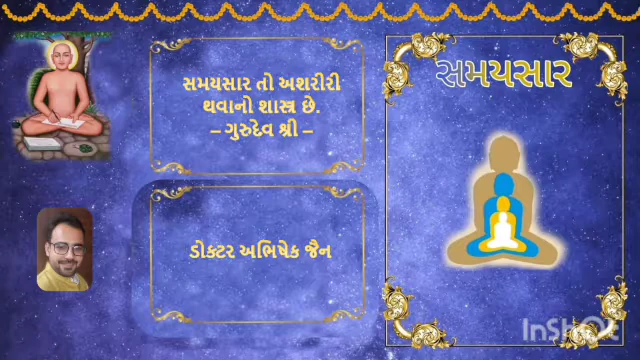 સમયસાર તો અશરીરી
થવાનો શાસ્ત્ર છે.
– ગુરુદેવ શ્રી –
ડોક્ટર અભિષેક જૈન
સમયસાર
InShOt